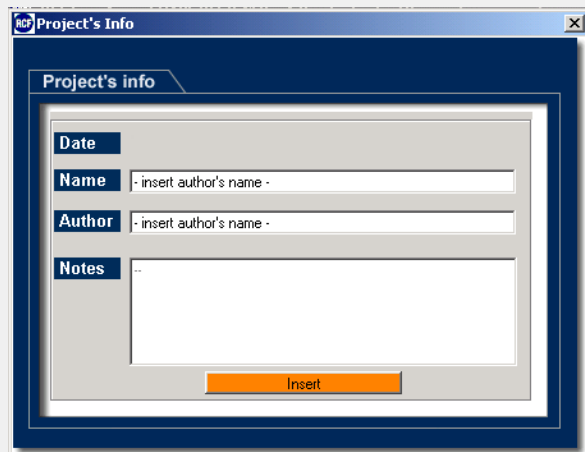 RCF Project's Info
Project's info
Date
Name - insert author's name -
Author - insert author's name -
Notes --
Insert